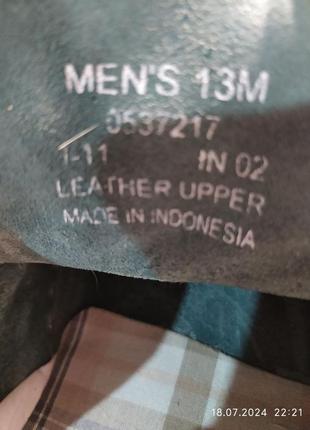 MEN'S 13M
0537217
1-11 IN 02
LEATHER UPPER
MADE IN INDONESIA
18.07.2024 22:21